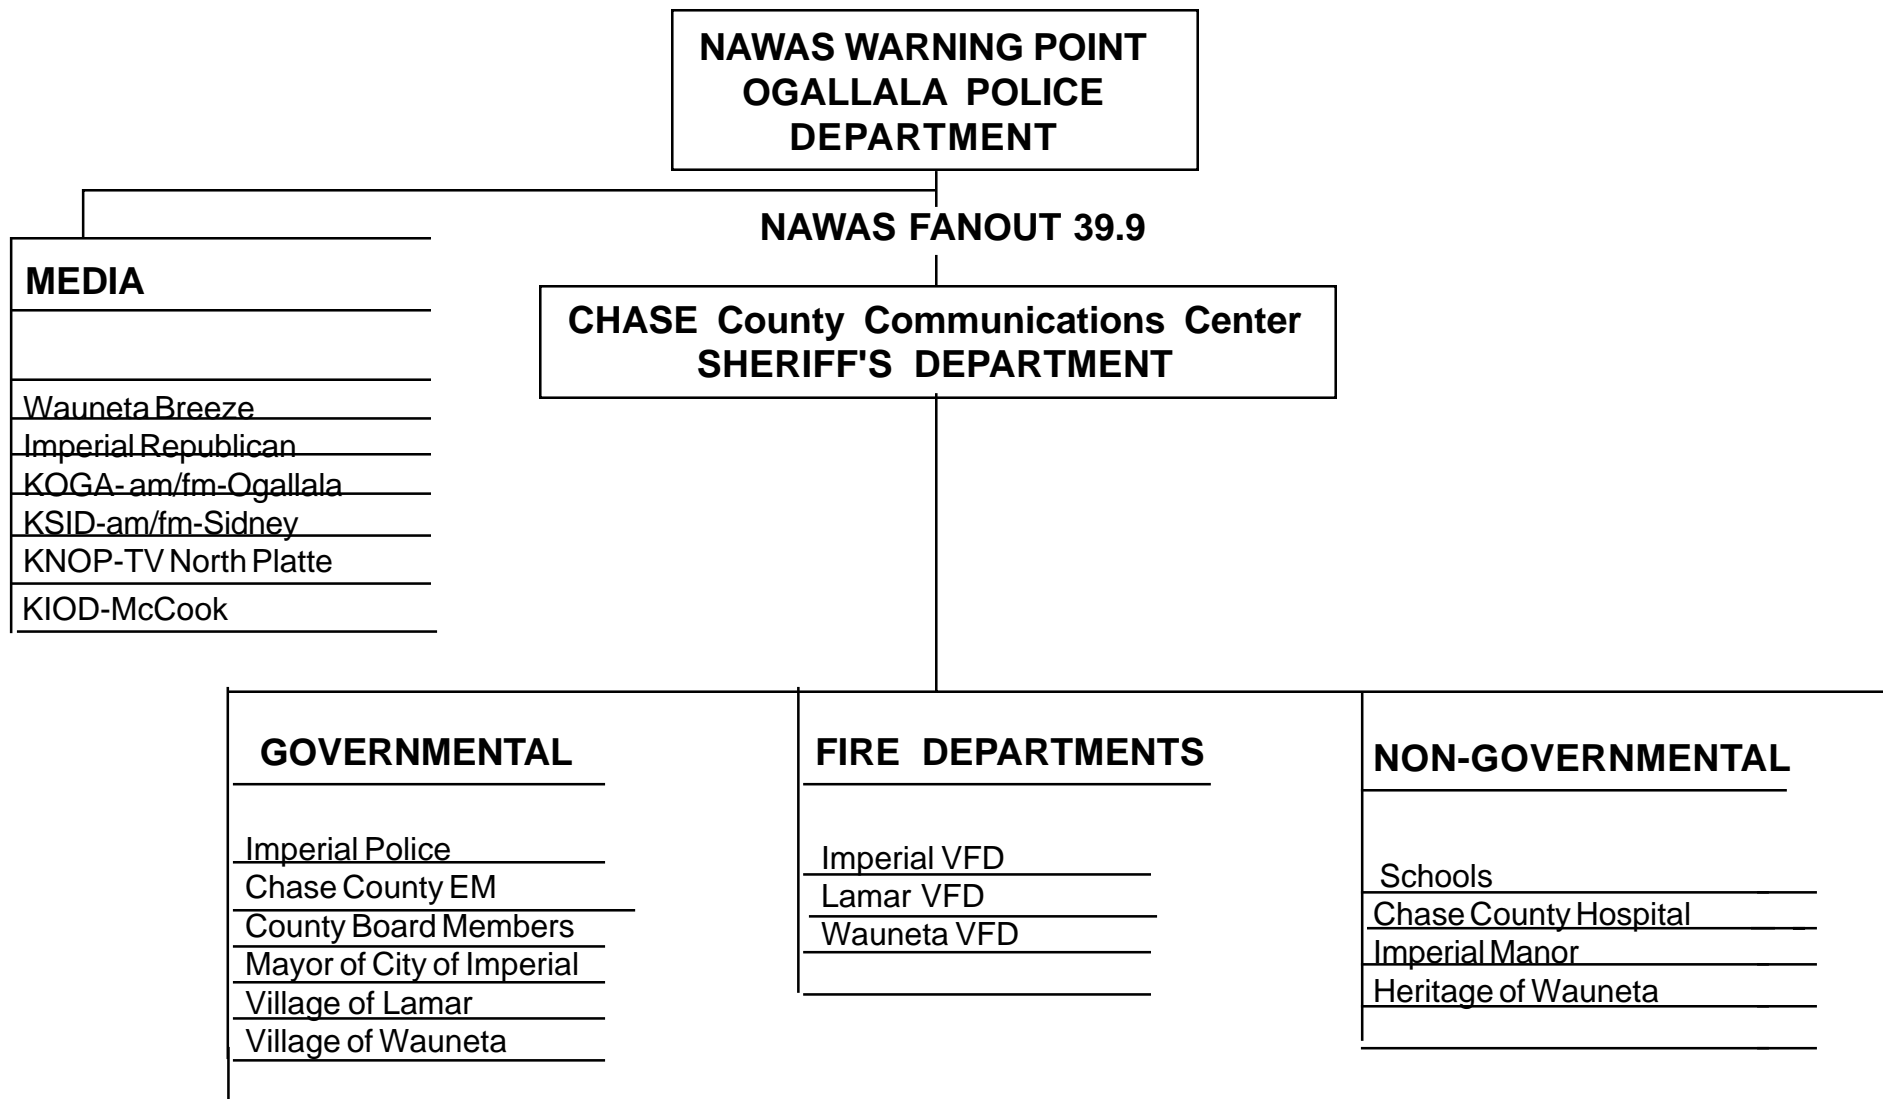 NAWAS WARNING POINT
OGALLALA POLICE
DEPARTMENT
NAWAS FANOUT 39.9
MEDIA
CHASE County Communications Center
SHERIFF'S DEPARTMENT
Wauneta Breeze
Imperial Republican
KOGA- am/fm-Ogallala
KSID-am/fm-Sidney
KNOP-TV North Platte
KIOD-McCook
GOVERNMENTAL
Imperial Police
Chase County EM
County Board Members
Mayor of City of Imperial
Village of Lamar
Village of Wauneta
FIRE DEPARTMENTS
Imperial VFD
Lamar VFD
Wauneta VFD
NON-GOVERNMENTAL
Schools
Chase County Hospital
Imperial Manor
Heritage of Wauneta